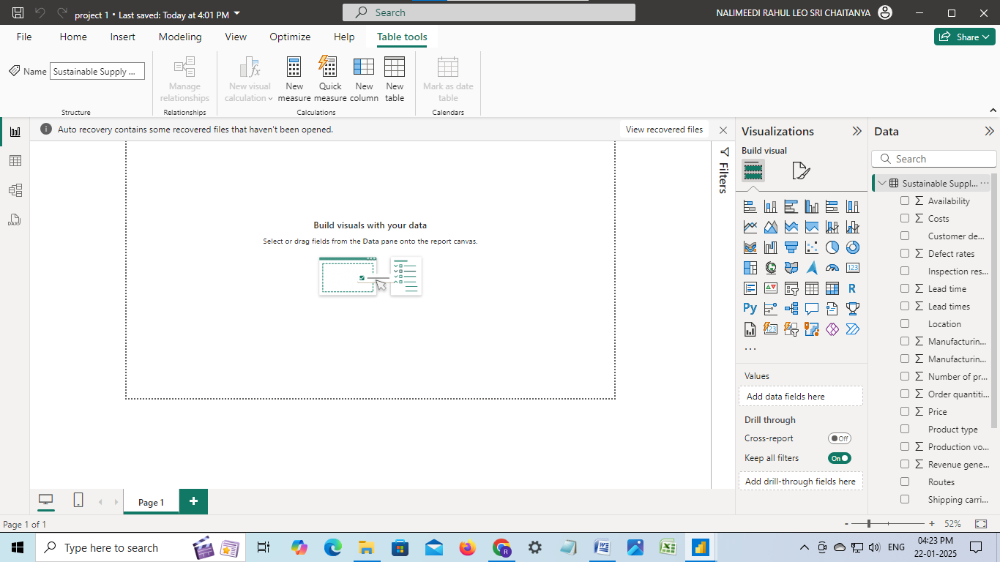 project 1 • Last saved: Today at 4:01 PM
Search
NALIMEEDI RAHUL LEO SRI CHAITANYA
File
Home
Insert
Modeling
View
Optimize
Help
Table tools
Share
Name
Sustainable Supply ...
Manage
relationships
New visual
calculation
New
measure
Quick
measure
New
column
New
table
Mark as date
table
Structure
Relationships
Calculations
Calendars
Auto recovery contains some recovered files that haven't been opened.
View recovered files
Build visuals with your data
Select or drag fields from the Data pane onto the report canvas.
Filters
Visualizations
Build visual
123
R
Py
123
...
Values
Add data fields here
Drill through
Cross-report
Off
Keep all filters
On
Add drill-through fields here
Data
Search
Sustainable Suppl...
Availability
Costs
Customer de...
Defect rates
Inspection res...
Lead time
Lead times
Location
Manufacturin...
Manufacturin...
Number of pr...
Order quantiti...
Price
Product type
Production vo...
Revenue gene...
Routes
Shipping carri...
DAX
Page 1
+
Page 1 of 1
-
+
52%
Type here to search
ENG
04:23 PM
22-01-2025